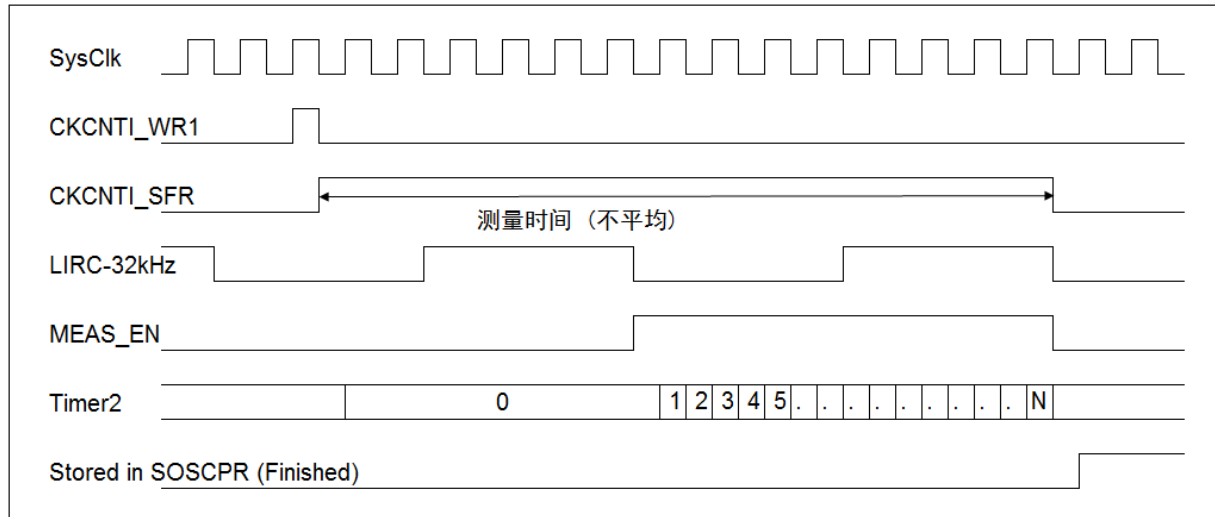 SysClk
CKCNTI_WR1
CKCNTI_SFR
测量时间 (不平均)
LIRC-32kHz
MEAS_EN
Timer2 0 1 2 3 4 5 . . . . . . . . . N
Stored in SOSCPR (Finished)